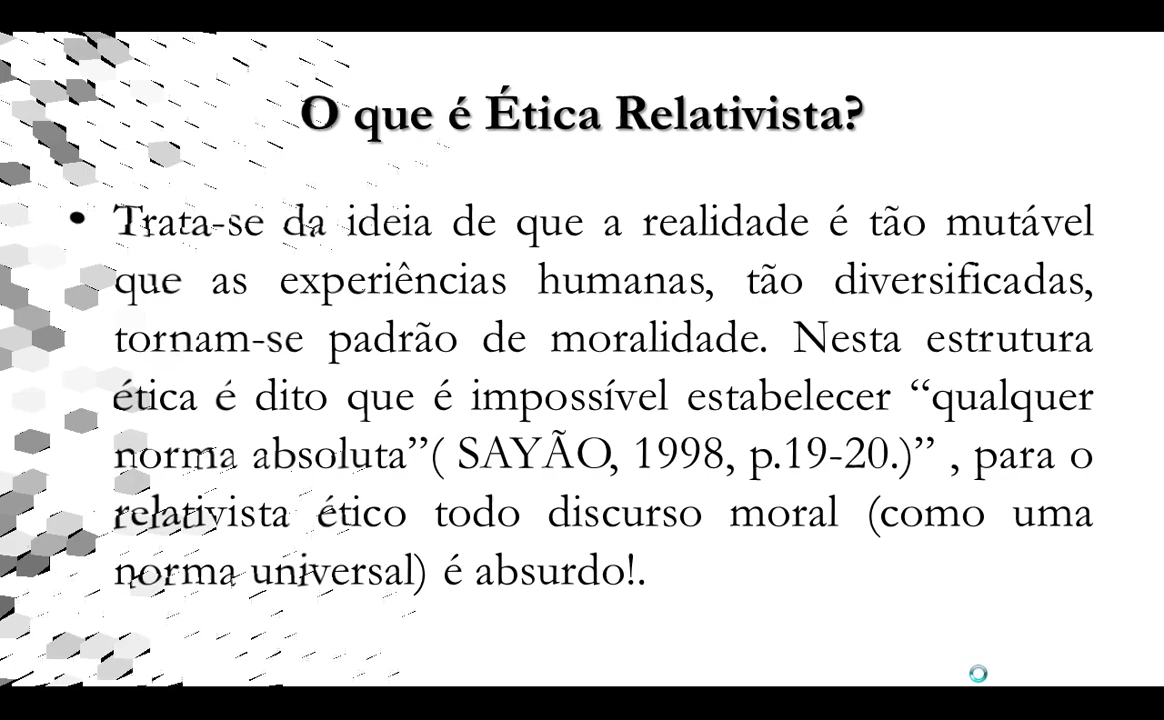 O que é Ética Relativista?
• Trata-se da ideia de que a realidade é tão mutável
que as experiências humanas, tão diversificadas,
tornam-se padrão de moralidade. Nesta estrutura
ética é dito que é impossível estabelecer “qualquer
norma absoluta”( SAYÃO, 1998, p.19-20.)” , para o
relativista ético todo discurso moral (como uma
norma universal) é absurdo!.